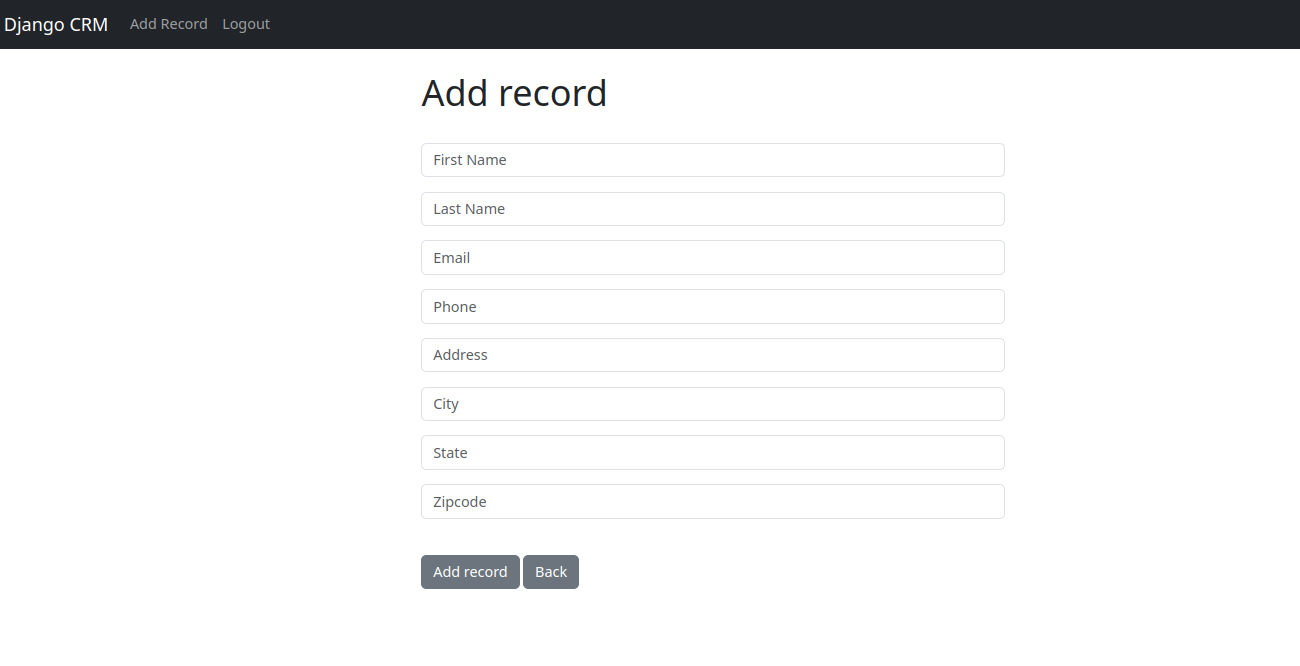 Django CRM Add Record Logout
Add record
First Name
Last Name
Email
Phone
Address
City
State
Zipcode
Add record Back